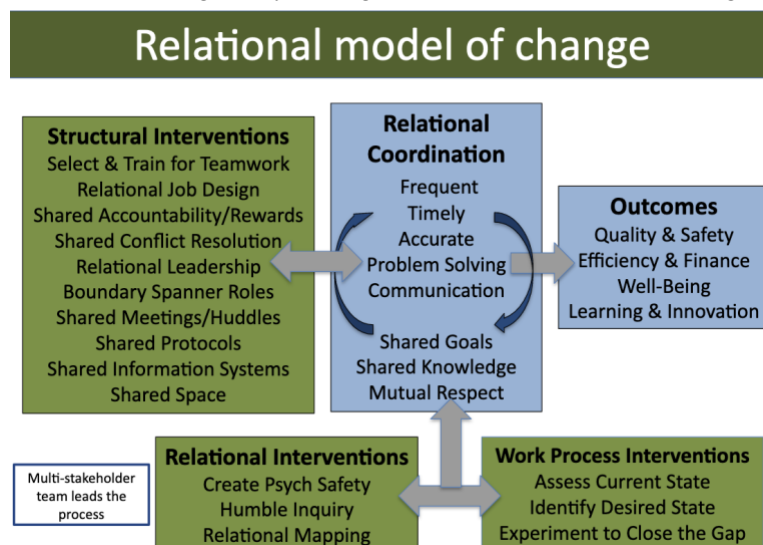 Relational model of change
Structural Interventions
Select & Train for Teamwork
Relational Job Design
Shared Accountability/Rewards
Shared Conflict Resolution
Relational Leadership
Boundary Spanner Roles
Shared Meetings/Huddles
Shared Protocols
Shared Information Systems
Shared Space
Relational
Coordination
Frequent
Timely
Accurate
Problem Solving
Communication
Shared Goals
Shared Knowledge
Mutual Respect
Outcomes
Quality & Safety
Efficiency & Finance
Well-Being
Learning & Innovation
Multi-stakeholder
team leads the
process
Relational Interventions
Create Psych Safety
Humble Inquiry
Relational Mapping
Work Process Interventions
Assess Current State
Identify Desired State
Experiment to Close the Gap